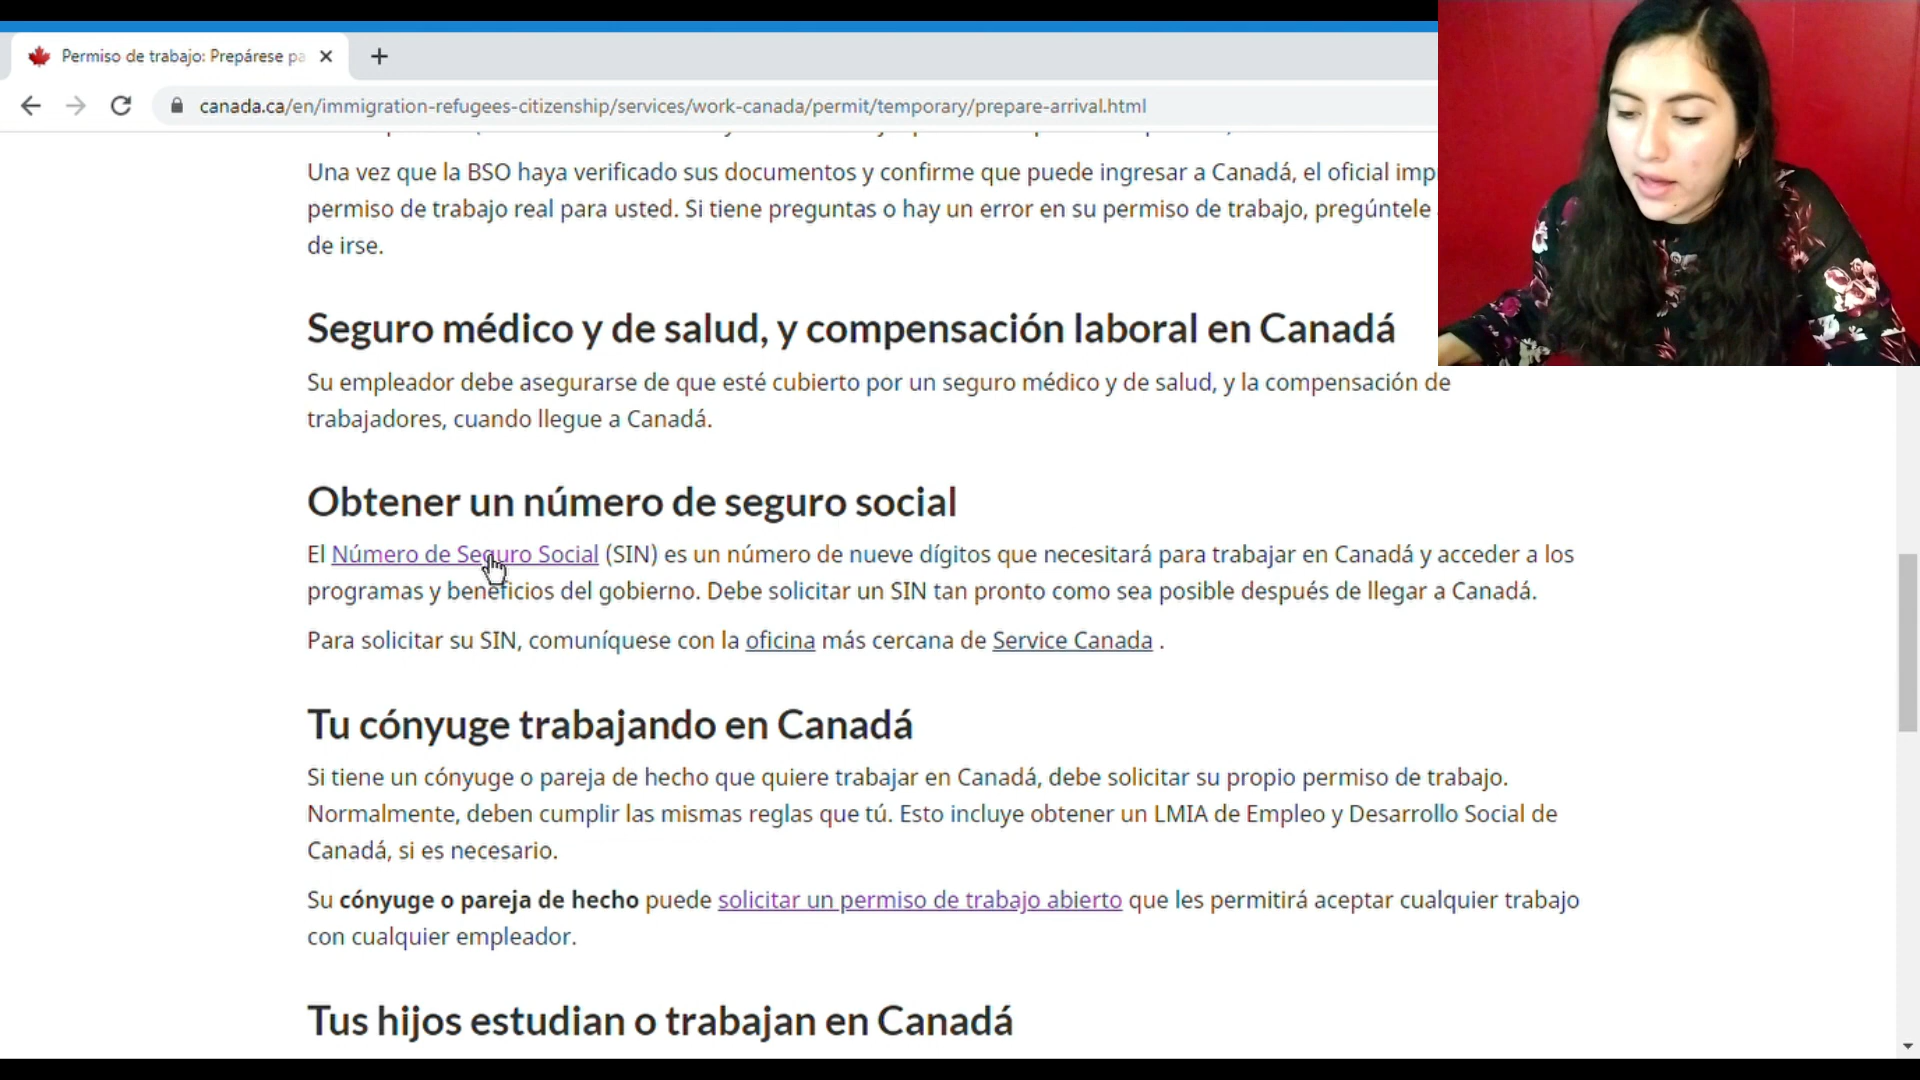 Permiso de trabajo: Prepárese pa
canada.ca/en/immigration-refugees-citizenship/services/work-canada/permit/temporary/prepare-arrival.html
Una vez que la BSO haya verificado sus documentos y confirme que puede ingresar a Canadá, el oficial imp
permiso de trabajo real para usted. Si tiene preguntas o hay un error en su permiso de trabajo, pregúntele
de irse.
Seguro médico y de salud, y compensación laboral en Canadá
Su empleador debe asegurarse de que esté cubierto por un seguro médico y de salud, y la compensación de
trabajadores, cuando llegue a Canadá.
Obtener un número de seguro social
El Número de Seguro Social (SIN) es un número de nueve dígitos que necesitará para trabajar en Canadá y acceder a los
programas y beneficios del gobierno. Debe solicitar un SIN tan pronto como sea posible después de llegar a Canadá.
Para solicitar su SIN, comuníquese con la oficina más cercana de Service Canada .
Tu cónyuge trabajando en Canadá
Si tiene un cónyuge o pareja de hecho que quiere trabajar en Canadá, debe solicitar su propio permiso de trabajo.
Normalmente, deben cumplir las mismas reglas que tú. Esto incluye obtener un LMIA de Empleo y Desarrollo Social de
Canadá, si es necesario.
Su cónyuge o pareja de hecho puede solicitar un permiso de trabajo abierto que les permitirá aceptar cualquier trabajo
con cualquier empleador.
Tus hijos estudian o trabajan en Canadá